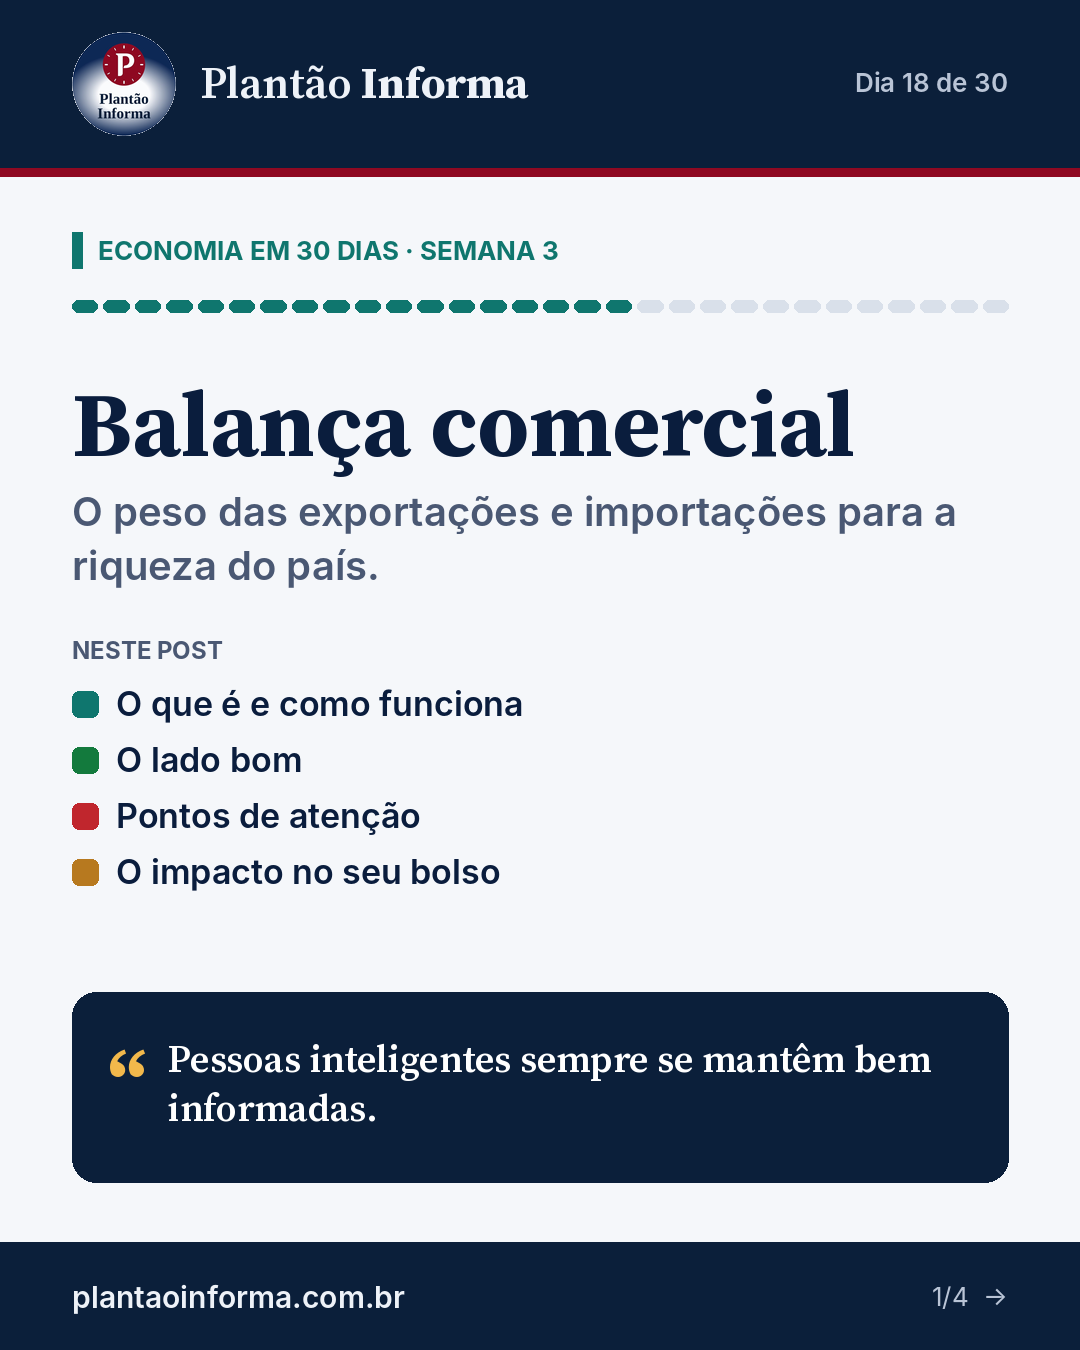 P
Plantão
Informa
Plantão Informa
Dia 18 de 30
ECONOMIA EM 30 DIAS · SEMANA 3
Balança comercial
O peso das exportações e importações para a
riqueza do país.
NESTE POST
O que é e como funciona
O lado bom
Pontos de atenção
O impacto no seu bolso
“ Pessoas inteligentes sempre se mantêm bem
informadas.
plantaoinforma.com.br
1/4 →